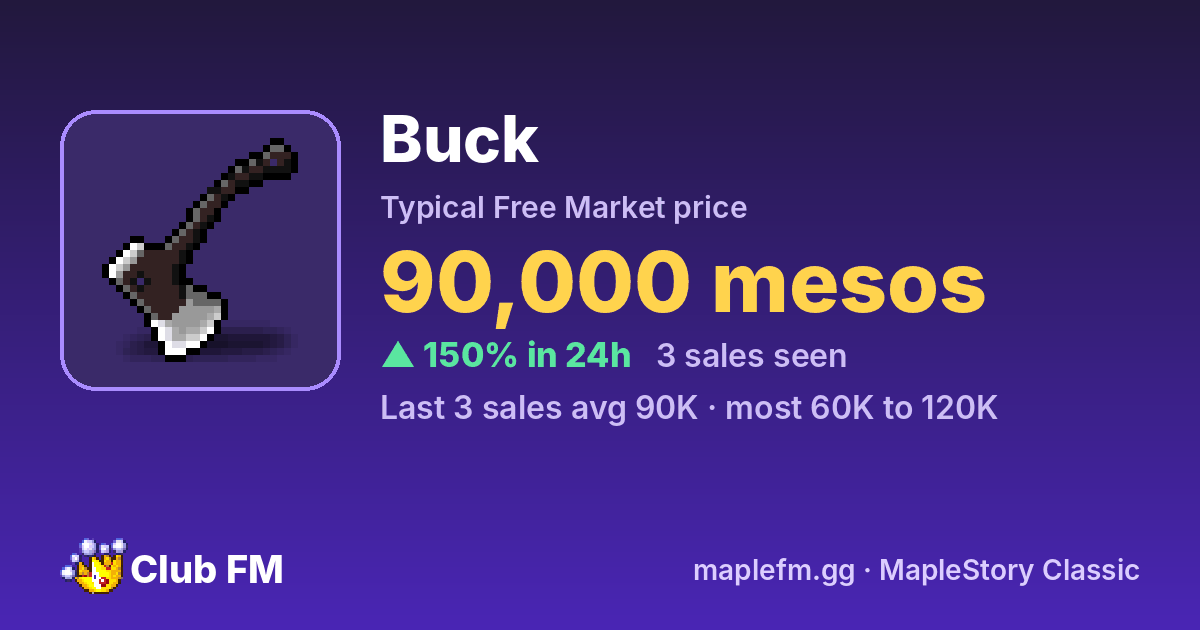 Buck
Typical Free Market price
90,000 mesos
▲ 150% in 24h 3 sales seen
Last 3 sales avg 90K · most 60K to 120K
Club FM
maplefm.gg · MapleStory Classic